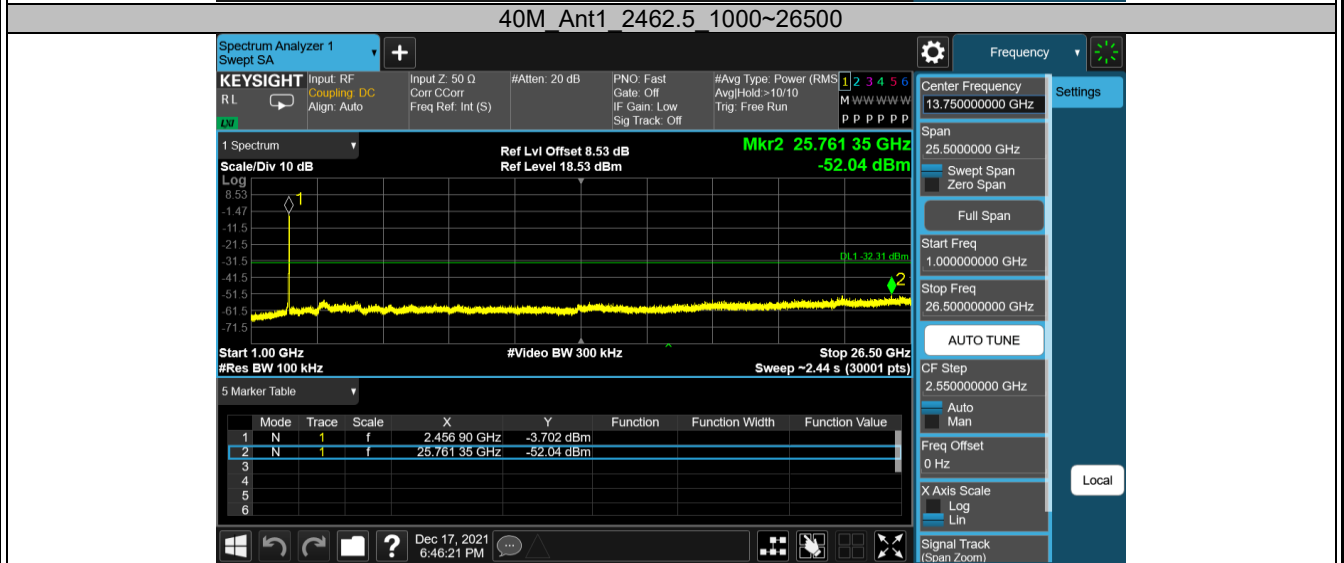 40M_Ant1_2462.5_1000~26500
Spectrum Analyzer 1
Swept SA
+
Frequency
KEYSIGHT
RL
LXI
Input: RF
Coupling: DC
Align: Auto
Input Z: 50 Ω
Corr CCorr
Freq Ref: Int (S)
#Atten: 20 dB
PNO: Fast
Gate: Off
IF Gain: Low
Sig Track: Off
#Avg Type: Power (RMS
Avg|Hold:>10/10
Trig: Free Run
1 2 3 4 5 6
M W W W W W
P P P P P P
Center Frequency
13.750000000 GHz
Settings
1 Spectrum
Scale/Div 10 dB
Ref Lvl Offset 8.53 dB
Ref Level 18.53 dBm
Mkr2 25.761 35 GHz
-52.04 dBm
Span
25.5000000 GHz
Swept Span
Zero Span
Full Span
Start Freq
1.000000000 GHz
Stop Freq
26.500000000 GHz
AUTO TUNE
CF Step
2.550000000 GHz
Auto
Man
Freq Offset
0 Hz
X Axis Scale
Log
Lin
Signal Track
(Span Zoom)
Local
Log
8.53
-1.47
-11.5
-21.5
-31.5
-41.5
-51.5
-61.5
-71.5
1
DL1 -32.31 dBm
2
Start 1.00 GHz
#Video BW 300 kHz
Stop 26.50 GHz
#Res BW 100 kHz
Sweep ~2.44 s (30001 pts)
5 Marker Table
Mode Trace Scale X Y Function Function Width Function Value
1 N 1 f 2.456 90 GHz -3.702 dBm
2 N 1 f 25.761 35 GHz -52.04 dBm
3
4
5
6
?
Dec 17, 2021
6:46:21 PM